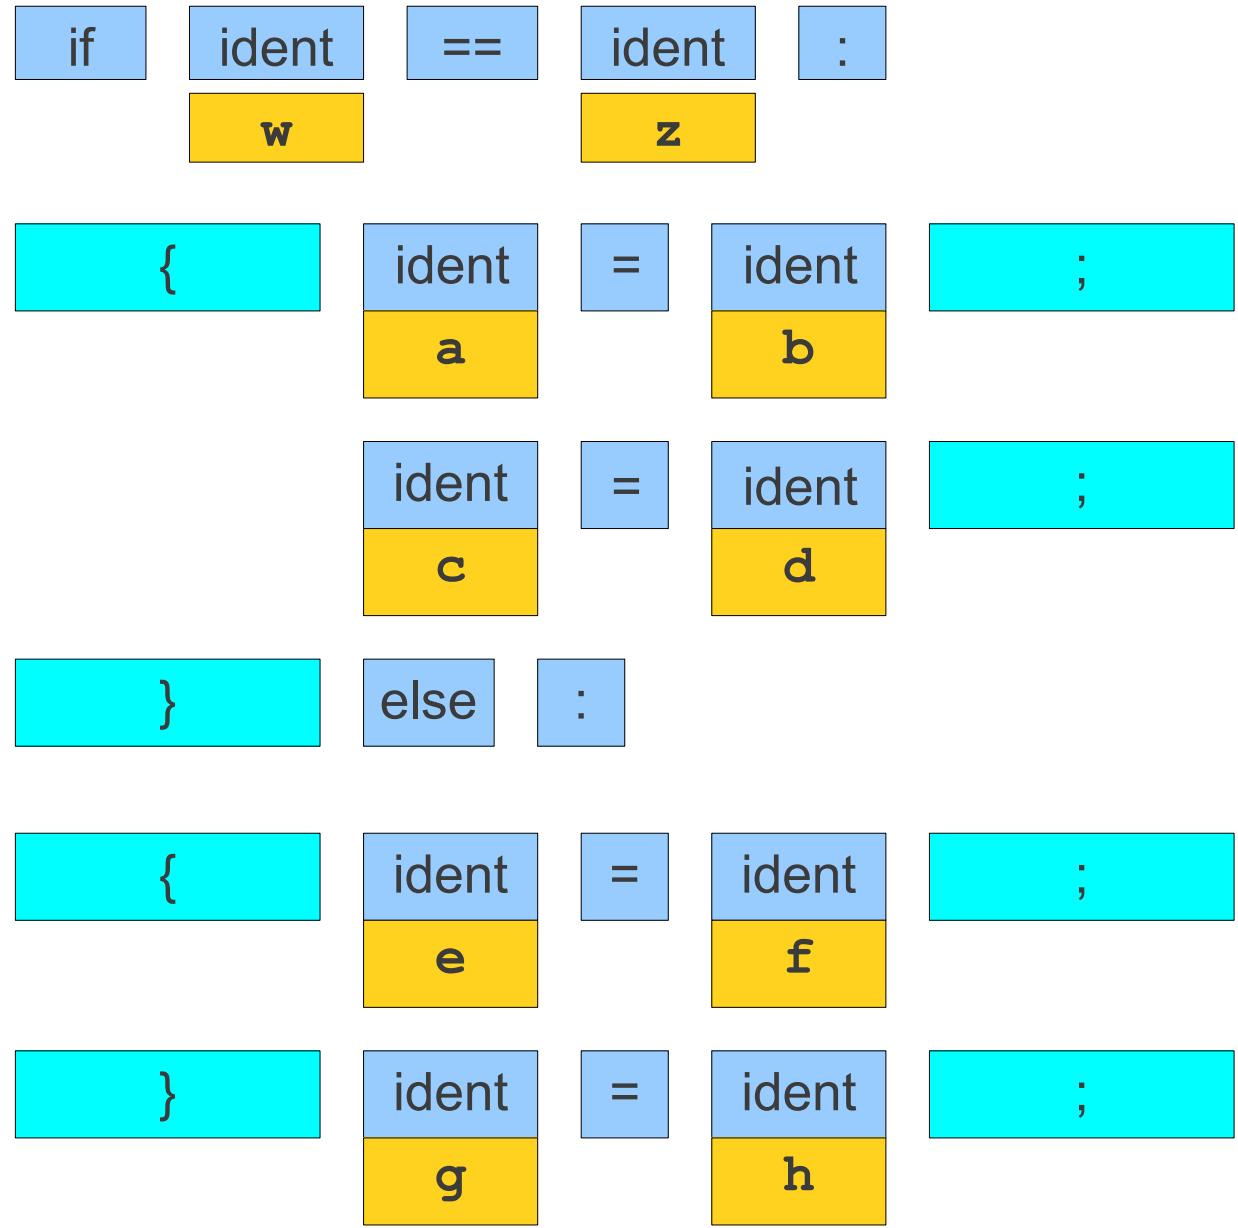 if ident == ident :
w z
{ ident = ident ;
a b
ident = ident ;
c d
} else :
{ ident = ident ;
e f
} ident = ident ;
g h